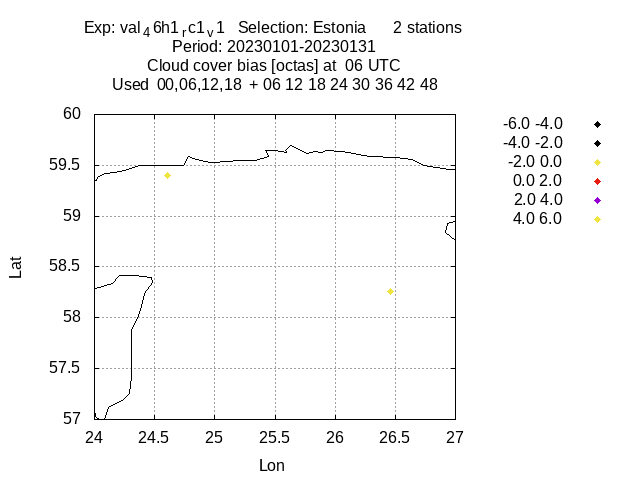 Exp: val₄6h1ᵣc1ᵥ1 Selection: Estonia 2 stations
Period: 20230101-20230131
Cloud cover bias [octas] at 06 UTC
Used 00,06,12,18 + 06 12 18 24 30 36 42 48
60
59.5
59
58.5
58
57.5
57
Lat
24 24.5 25 25.5 26 26.5 27
Lon
-6.0 -4.0
-4.0 -2.0
-2.0 0.0
0.0 2.0
2.0 4.0
4.0 6.0